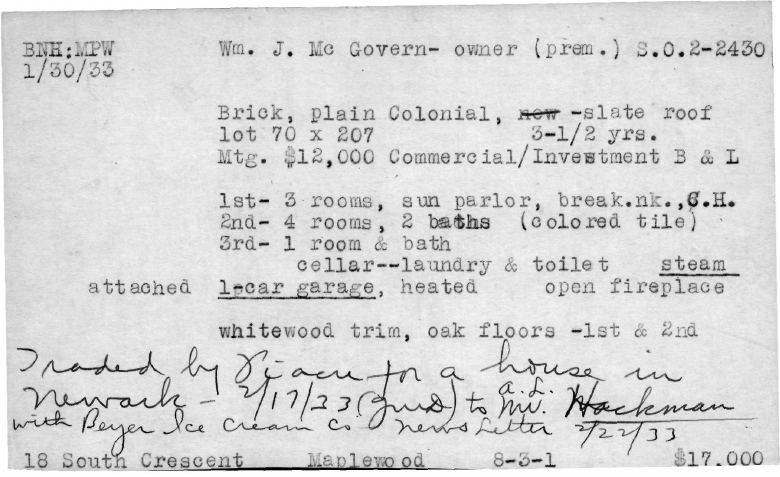 BNH:MPW Wm. J. Mc Govern- owner (prem.) S.O.2-2430
1/30/33
Brick, plain Colonial, new -slate roof
lot 70 x 207 3-1/2 yrs.
Mtg. $12,000 Commercial/Investment B & L
1st- 3 rooms, sun parlor, break.nk.,C.H.
2nd- 4 rooms, 2 baths (colored tile)
3rd- 1 room & bath
cellar--laundry & toilet steam
attached 1-car garage, heated open fireplace
whitewood trim, oak floors -1st & 2nd
Traded by for a house in
Newark - 2/17/33 to Mr. A.L. Hackman
with Beyer Ice Cream Co. News Letter 2/22/33
18 South Crescent Maplewood 8-3-1 $17,000